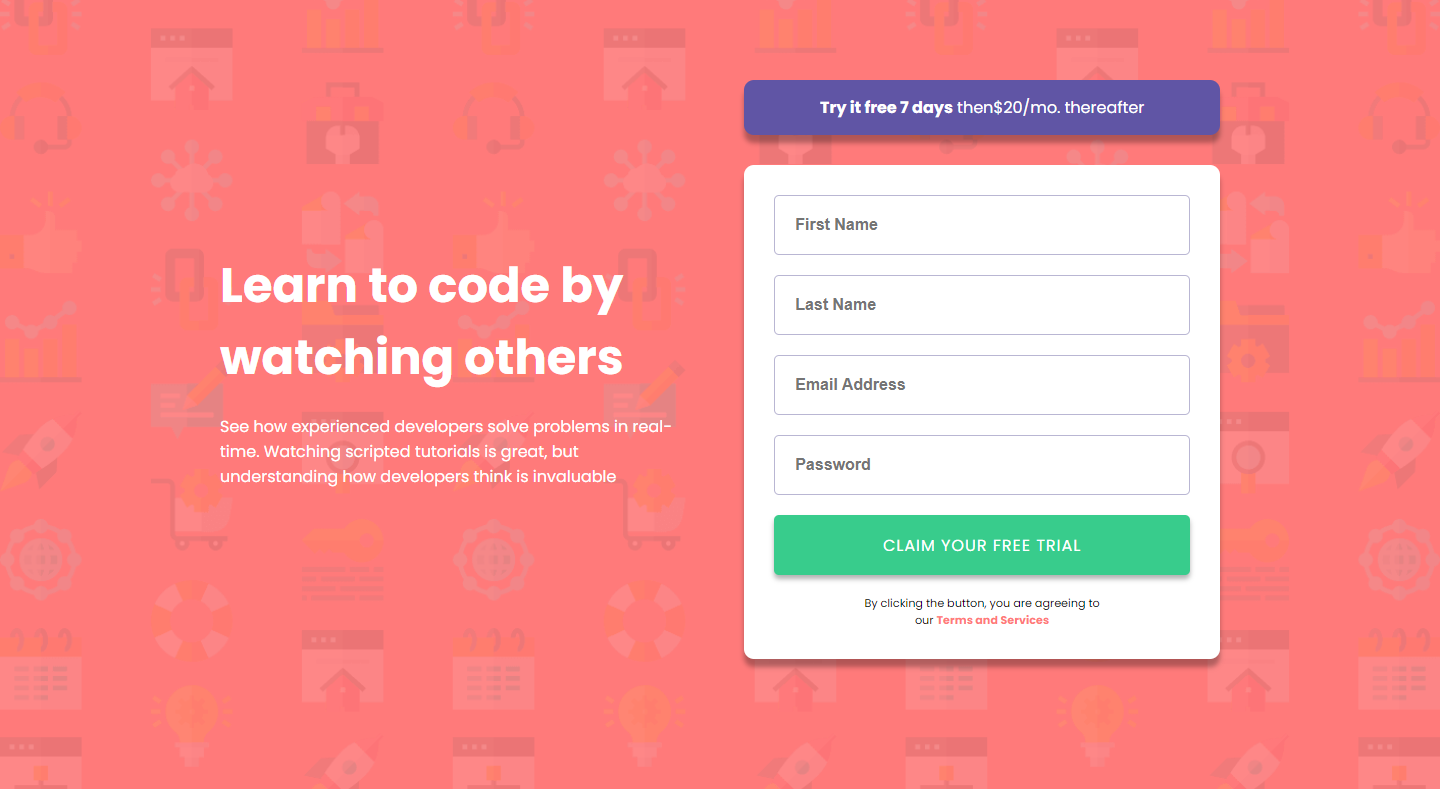 Learn to code by
watching others
See how experienced developers solve problems in real-
time. Watching scripted tutorials is great, but
understanding how developers think is invaluable
Try it free 7 days then$20/mo. thereafter
First Name
Last Name
Email Address
Password
CLAIM YOUR FREE TRIAL
By clicking the button, you are agreeing to
our Terms and Services